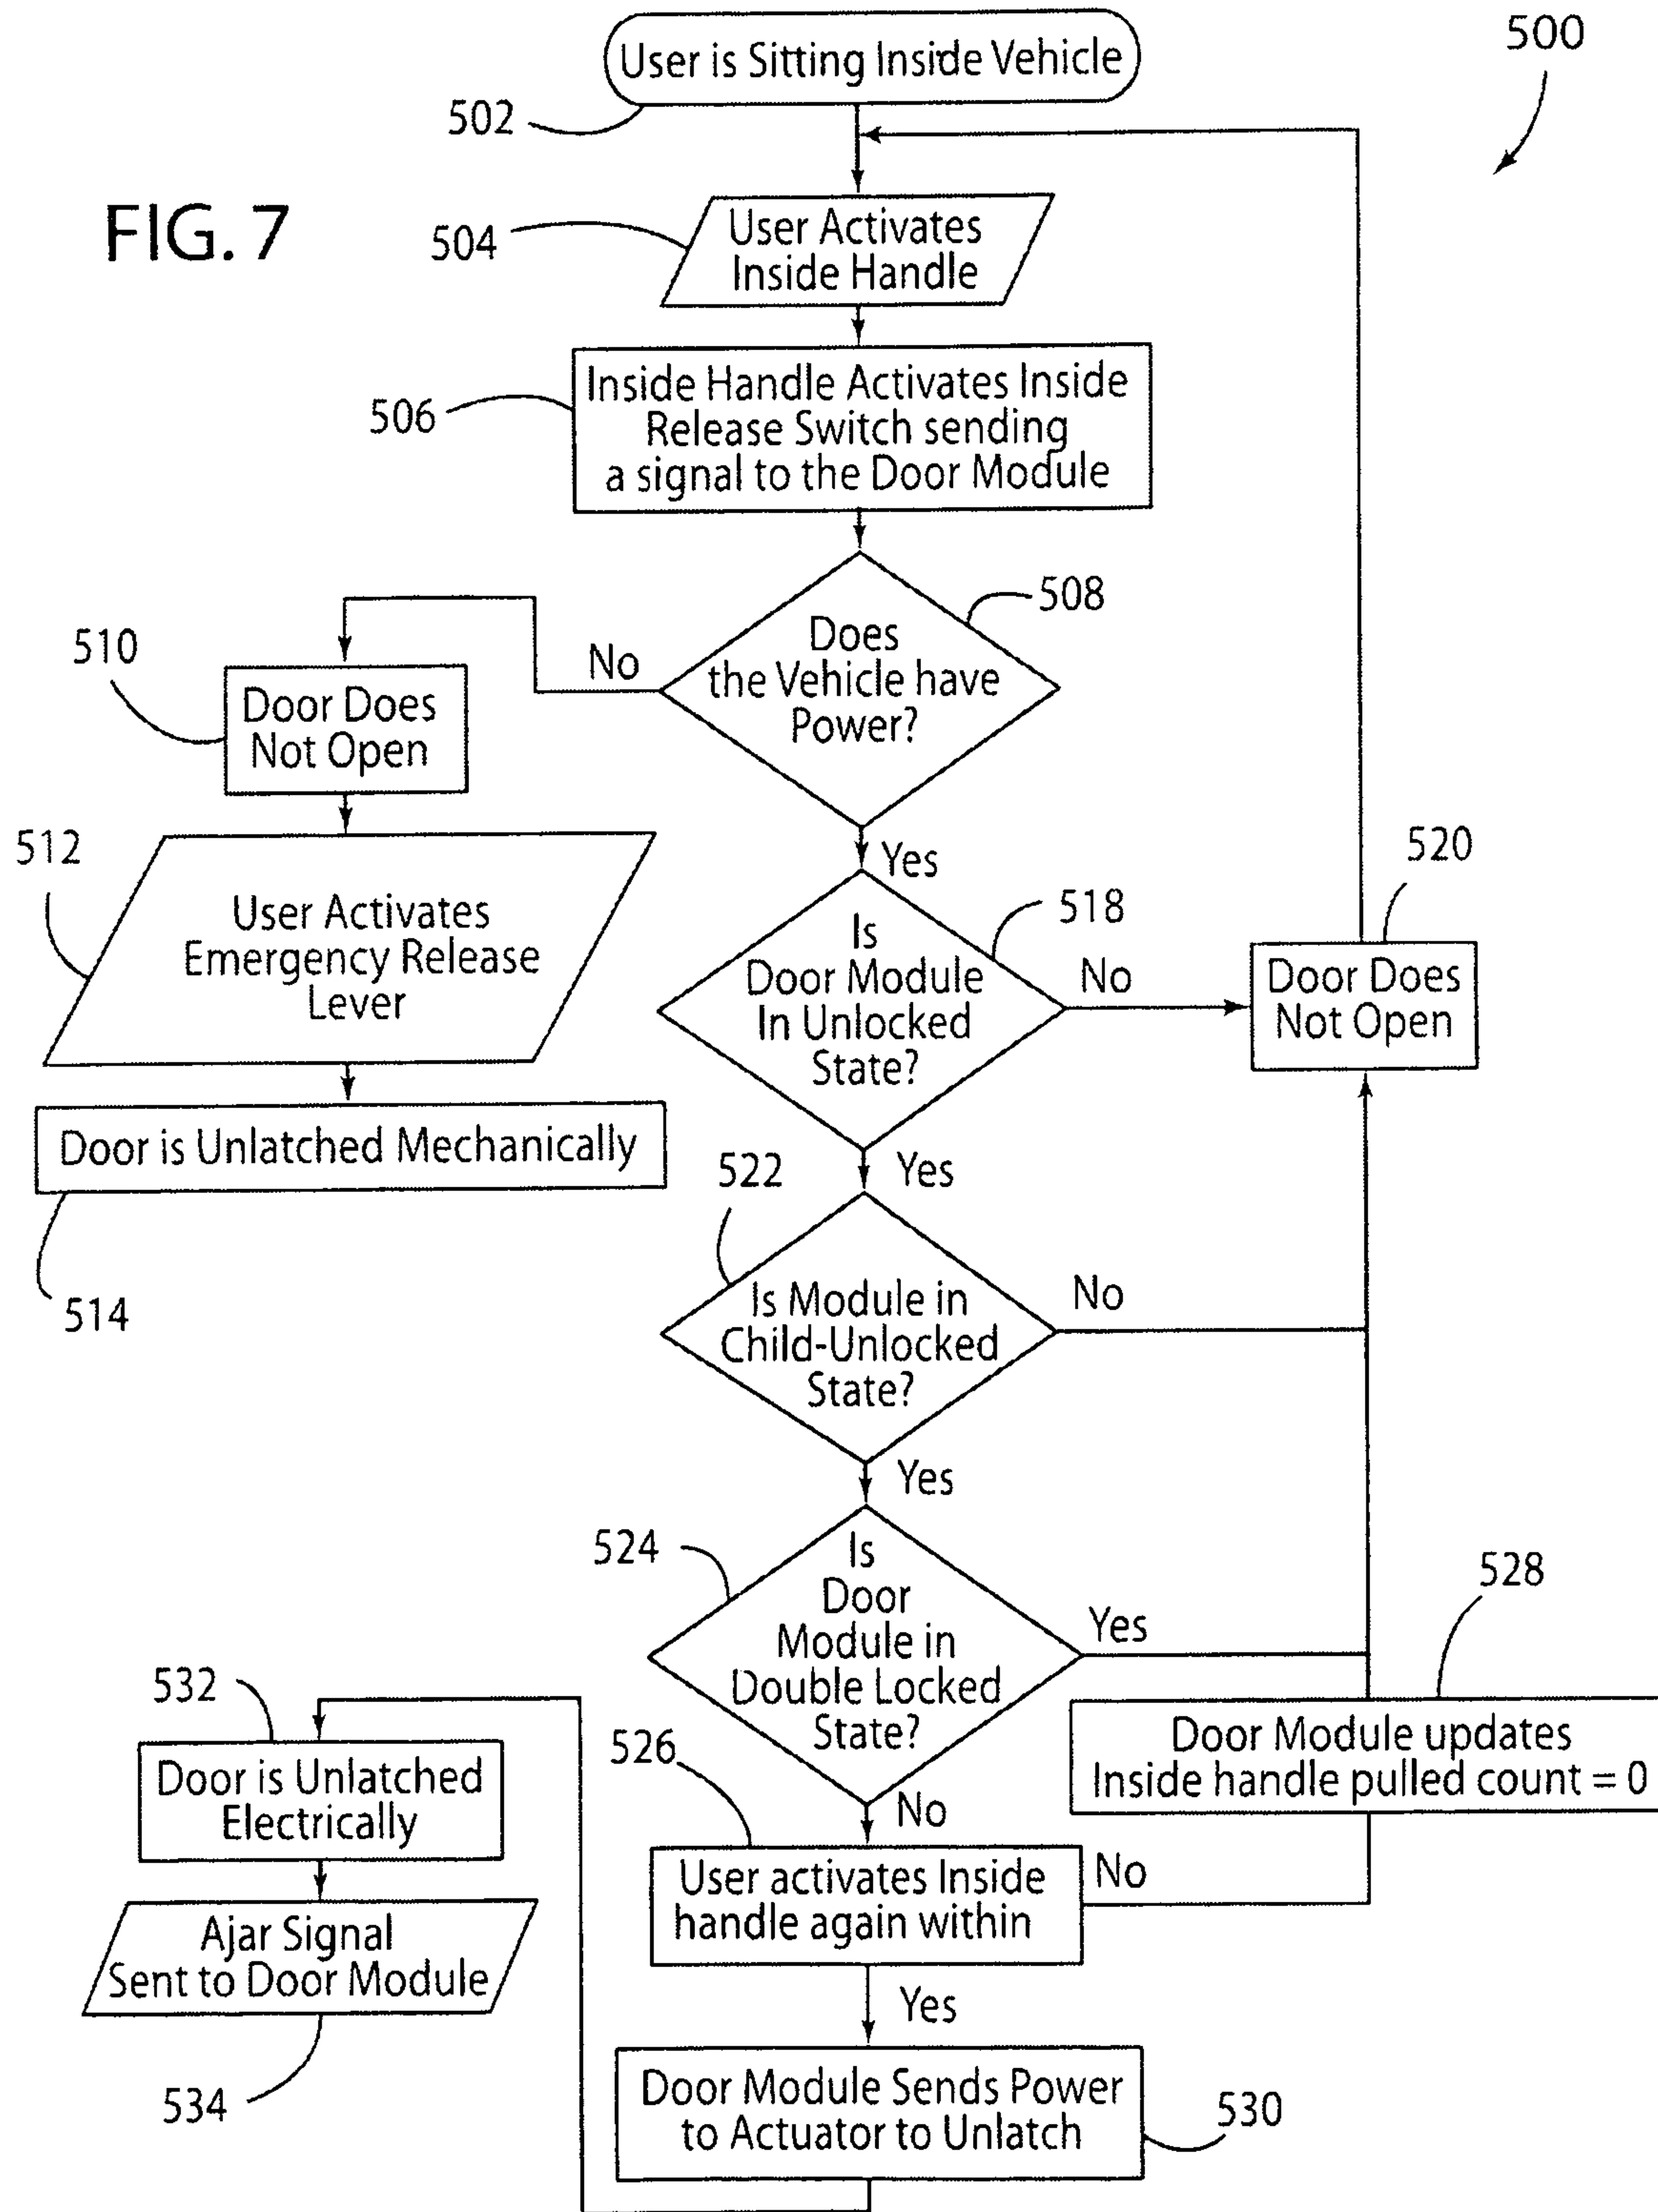 500
User is Sitting Inside Vehicle
502
FIG. 7
504
User Activates
Inside Handle
506
Inside Handle Activates Inside
Release Switch sending
a signal to the Door Module
508
Does
the Vehicle have
Power?
No
Yes
510
Door Does
Not Open
512
User Activates
Emergency Release
Lever
Door is Unlatched Mechanically
514
518
Is
Door Module
In Unlocked
State?
No
Yes
520
Door Does
Not Open
522
Is Module in
Child-Unlocked
State?
No
Yes
524
Is
Door
Module in
Double Locked
State?
Yes
No
528
Door Module updates
Inside handle pulled count = 0
526
User activates Inside
handle again within
No
Yes
Door Module Sends Power
to Actuator to Unlatch
530
532
Door is Unlatched
Electrically
Ajar Signal
Sent to Door Module
534